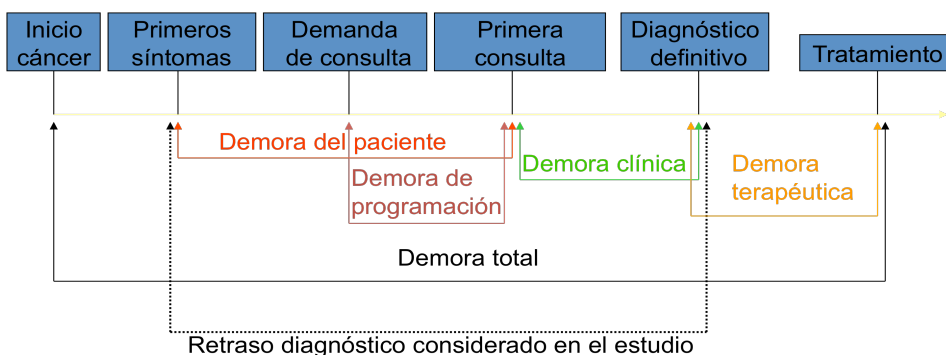 Inicio
cáncer
Primeros
síntomas
Demanda
de consulta
Primera
consulta
Diagnóstico
definitivo
Tratamiento
Demora del paciente
Demora de
programación
Demora clínica
Demora
terapéutica
Demora total
Retraso diagnóstico considerado en el estudio